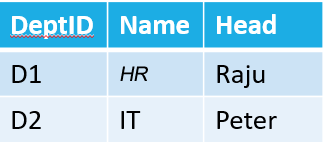 DeptID Name Head
D1 HR Raju
D2 IT Peter